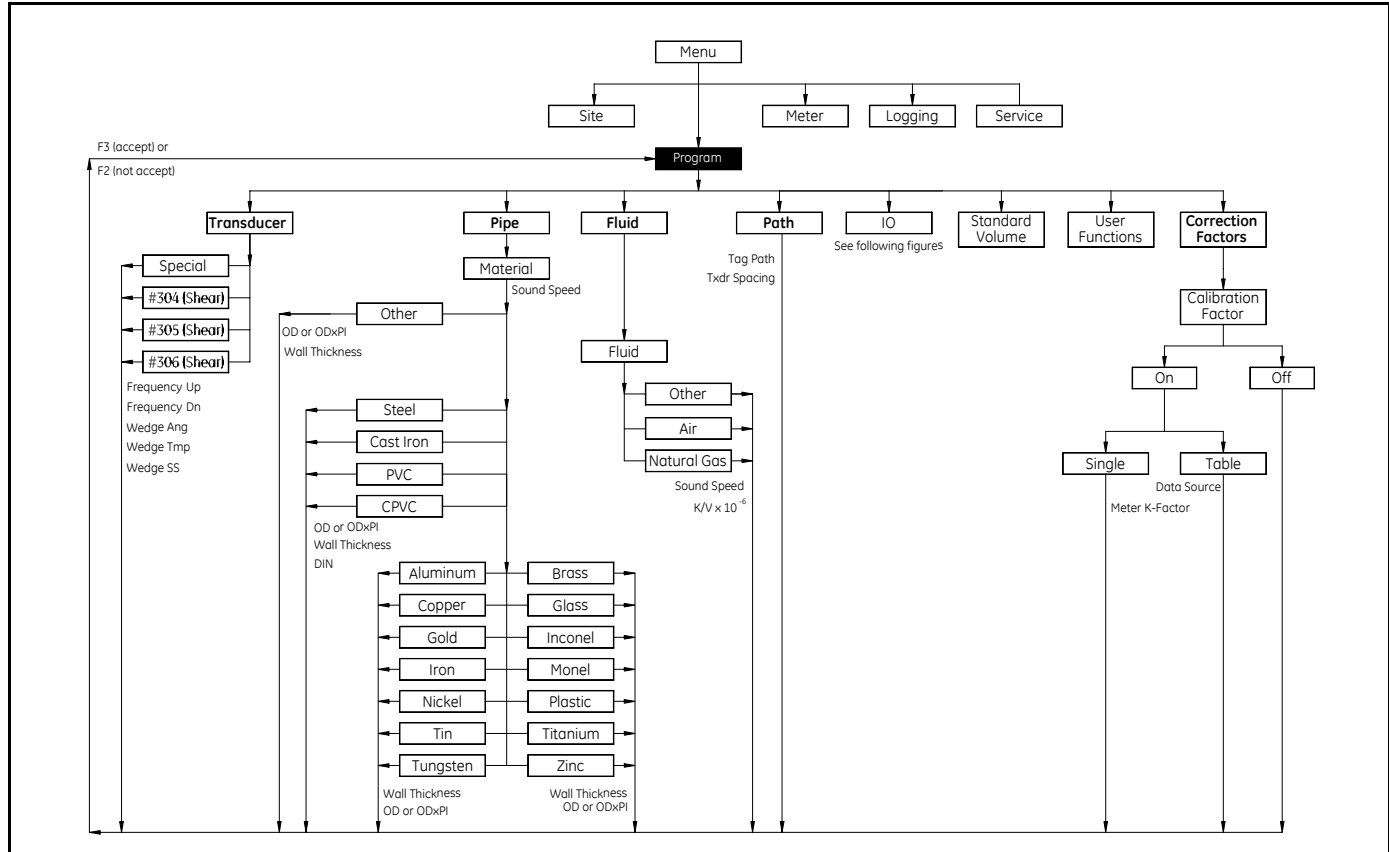 Menu
Site
Meter
Logging
Service
F3 (accept) or
F2 (not accept)
Program
Transducer
Pipe
Fluid
Path
IO
Standard
Volume
User
Functions
Correction
Factors
See following figures
Tag Path
Txdr Spacing
Special
#304 (Shear)
#305 (Shear)
#306 (Shear)
Frequency Up
Frequency Dn
Wedge Ang
Wedge Tmp
Wedge SS
Material
Sound Speed
Other
OD or ODxPI
Wall Thickness
Steel
Cast Iron
PVC
CPVC
OD or ODxPI
Wall Thickness
DIN
Aluminum
Brass
Copper
Glass
Gold
Inconel
Iron
Monel
Nickel
Plastic
Tin
Titanium
Tungsten
Zinc
Wall Thickness
OD or ODxPI
Wall Thickness
OD or ODxPI
Fluid
Other
Air
Natural Gas
Sound Speed
K/V x 10⁻⁶
Calibration
Factor
On
Off
Single
Table
Data Source
Meter K-Factor